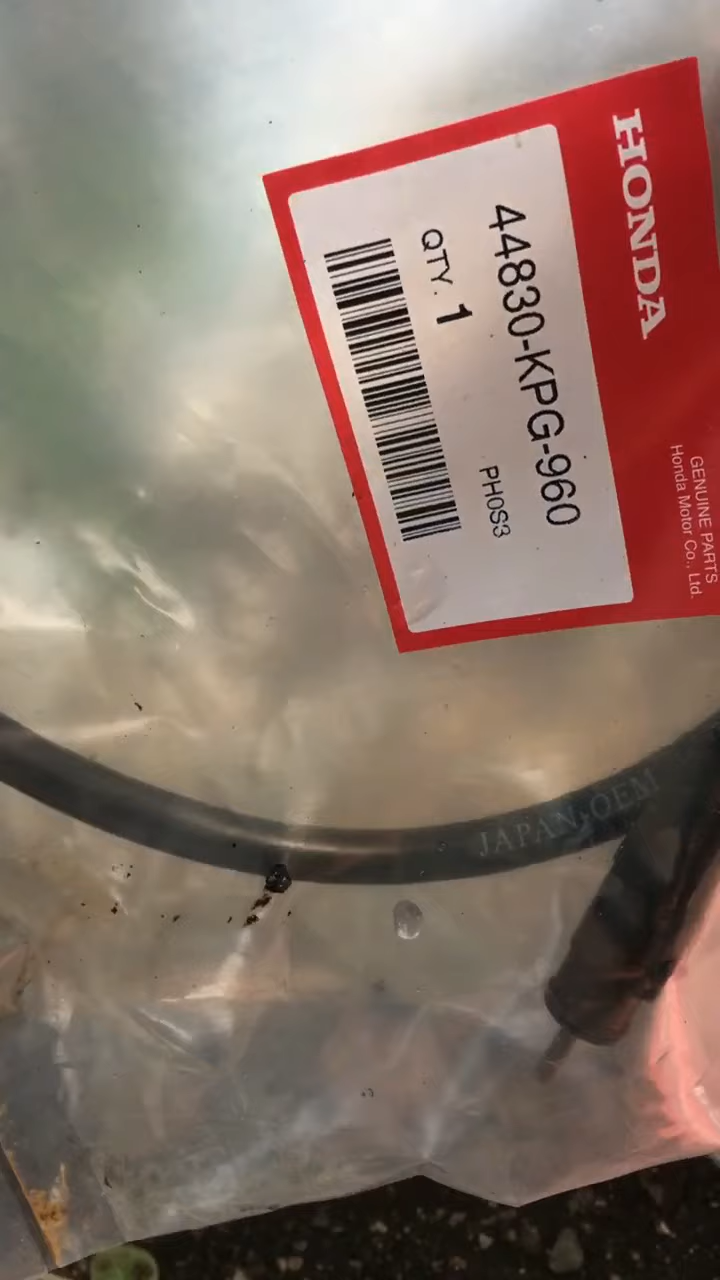 HONDA
GENUINE PARTS
Honda Motor Co., Ltd.
44830-KPG-960
QTY. 1
PH0S3
JAPAN OEM